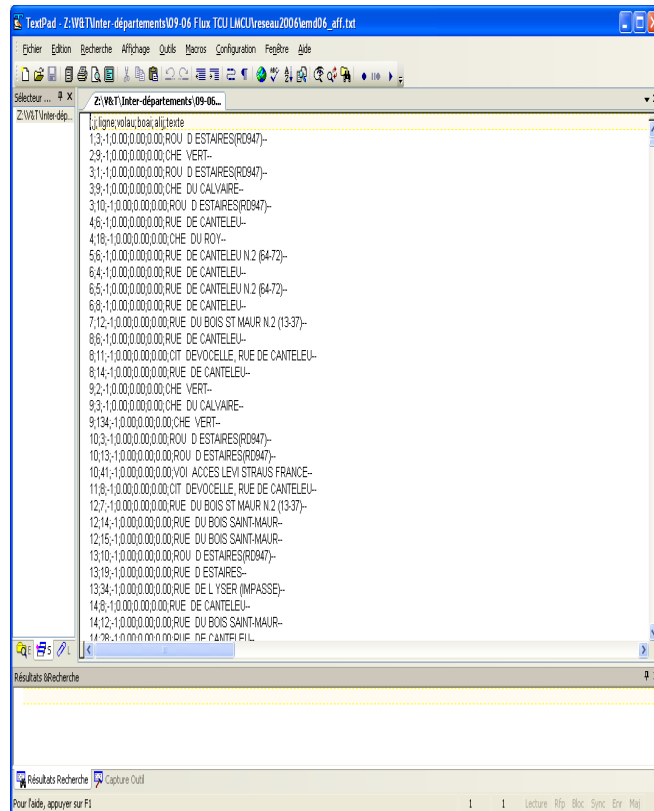 TextPad - Z:\V&T\Inter-départements\09-06 Flux TCU LMCU\reseau2006\emd06_aff.txt
Fichier Edition Recherche Affichage Outils Macros Configuration Fenêtre Aide
Sélecteur ...
Z:\V&T\Inter-départements\09-06...
Z:\V&T\Inter-dép...
i;j;ligne;volau;boai;alij;texte
1;3;-1;0.00;0.00;0.00;ROU D ESTAIRES(RD947)--
2;9;-1;0.00;0.00;0.00;CHE VERT--
3;1;-1;0.00;0.00;0.00;ROU D ESTAIRES(RD947)--
3;9;-1;0.00;0.00;0.00;CHE DU CALVAIRE--
3;10;-1;0.00;0.00;0.00;ROU D ESTAIRES(RD947)--
4;6;-1;0.00;0.00;0.00;RUE DE CANTELEU--
4;18;-1;0.00;0.00;0.00;CHE DU ROY--
5;6;-1;0.00;0.00;0.00;RUE DE CANTELEU N.2 (64-72)--
6;4;-1;0.00;0.00;0.00;RUE DE CANTELEU--
6;5;-1;0.00;0.00;0.00;RUE DE CANTELEU N.2 (64-72)--
6;8;-1;0.00;0.00;0.00;RUE DE CANTELEU--
7;12;-1;0.00;0.00;0.00;RUE DU BOIS ST MAUR N.2 (13-37)--
8;6;-1;0.00;0.00;0.00;RUE DE CANTELEU--
8;11;-1;0.00;0.00;0.00;CIT DEVOCELLE, RUE DE CANTELEU--
8;14;-1;0.00;0.00;0.00;RUE DE CANTELEU--
9;2;-1;0.00;0.00;0.00;CHE VERT--
9;3;-1;0.00;0.00;0.00;CHE DU CALVAIRE--
9;134;-1;0.00;0.00;0.00;CHE VERT--
10;3;-1;0.00;0.00;0.00;ROU D ESTAIRES(RD947)--
10;13;-1;0.00;0.00;0.00;ROU D ESTAIRES(RD947)--
10;41;-1;0.00;0.00;0.00;VOI ACCES LEVI STRAUS FRANCE--
11;8;-1;0.00;0.00;0.00;CIT DEVOCELLE, RUE DE CANTELEU--
12;7;-1;0.00;0.00;0.00;RUE DU BOIS ST MAUR N.2 (13-37)--
12;14;-1;0.00;0.00;0.00;RUE DU BOIS SAINT-MAUR--
12;15;-1;0.00;0.00;0.00;RUE DU BOIS SAINT-MAUR--
13;10;-1;0.00;0.00;0.00;ROU D ESTAIRES(RD947)--
13;19;-1;0.00;0.00;0.00;RUE D ESTAIRES--
13;34;-1;0.00;0.00;0.00;RUE DE L YSER (IMPASSE)--
14;8;-1;0.00;0.00;0.00;RUE DE CANTELEU--
14;12;-1;0.00;0.00;0.00;RUE DU BOIS SAINT-MAUR--
14;28;-1;0.00;0.00;0.00;RUE DE CANTELEU--
Résultats &Recherche
Résultats Recherche Capture Outil
Pour l'aide, appuyer sur F1 1 1 Lecture Rfp Bloc Sync Enr Maj